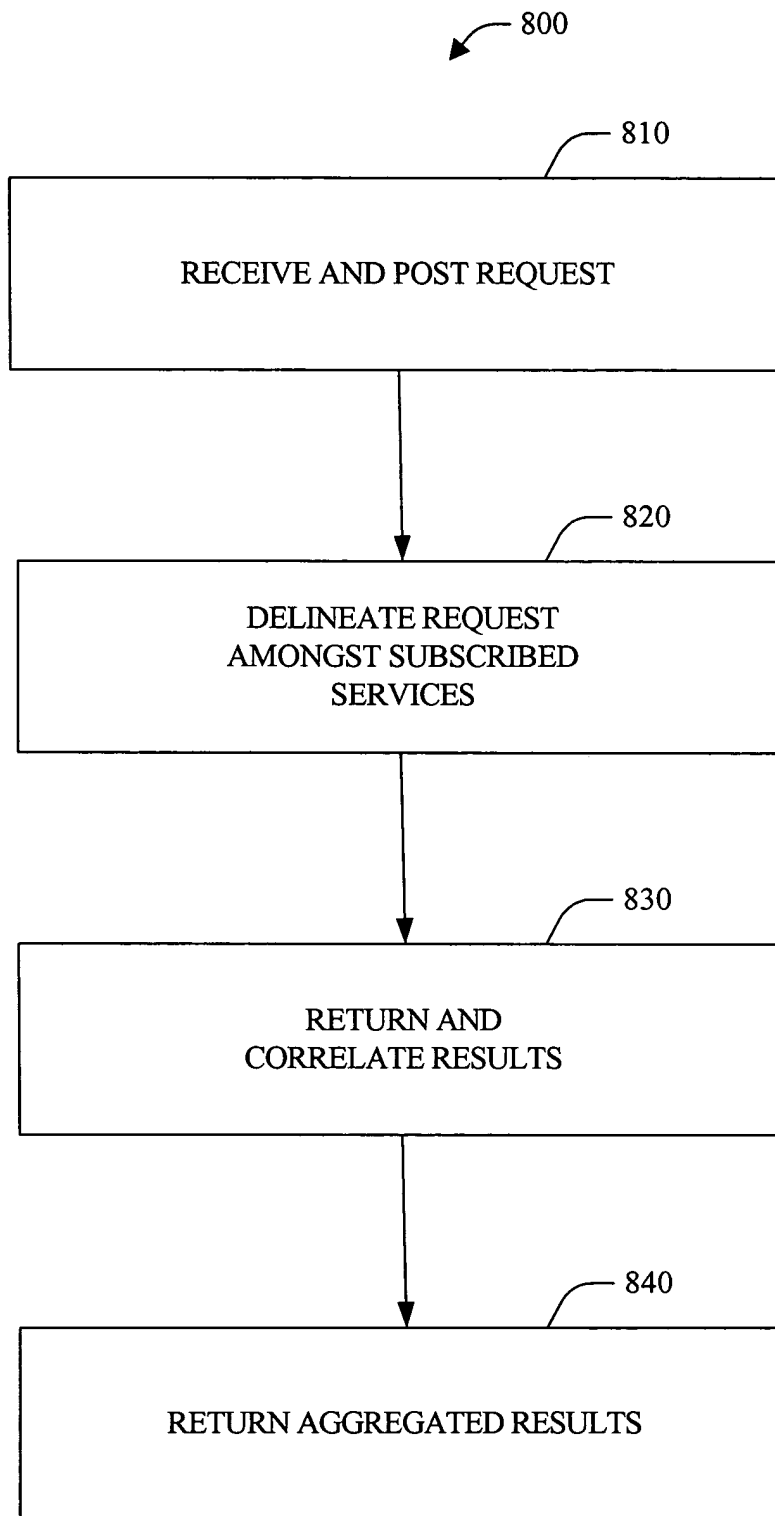 800
810
RECEIVE AND POST REQUEST
820
DELINEATE REQUEST
AMONGST SUBSCRIBED
SERVICES
830
RETURN AND
CORRELATE RESULTS
840
RETURN AGGREGATED RESULTS